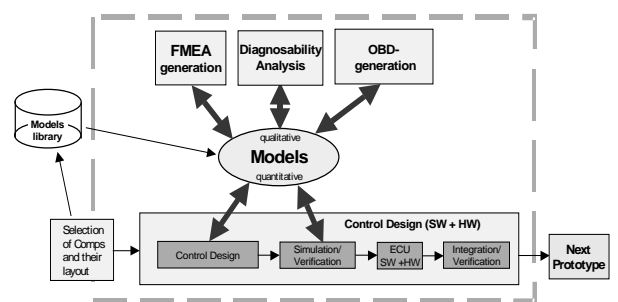 FMEA
generation
Diagnosability
Analysis
OBD-
generation
Models
library
qualitative
Models
quantitative
Selection
of Comps
and their
layout
Control Design (SW + HW)
Control Design
Simulation/
Verification
ECU
SW +HW
Integration/
Verification
Next
Prototype